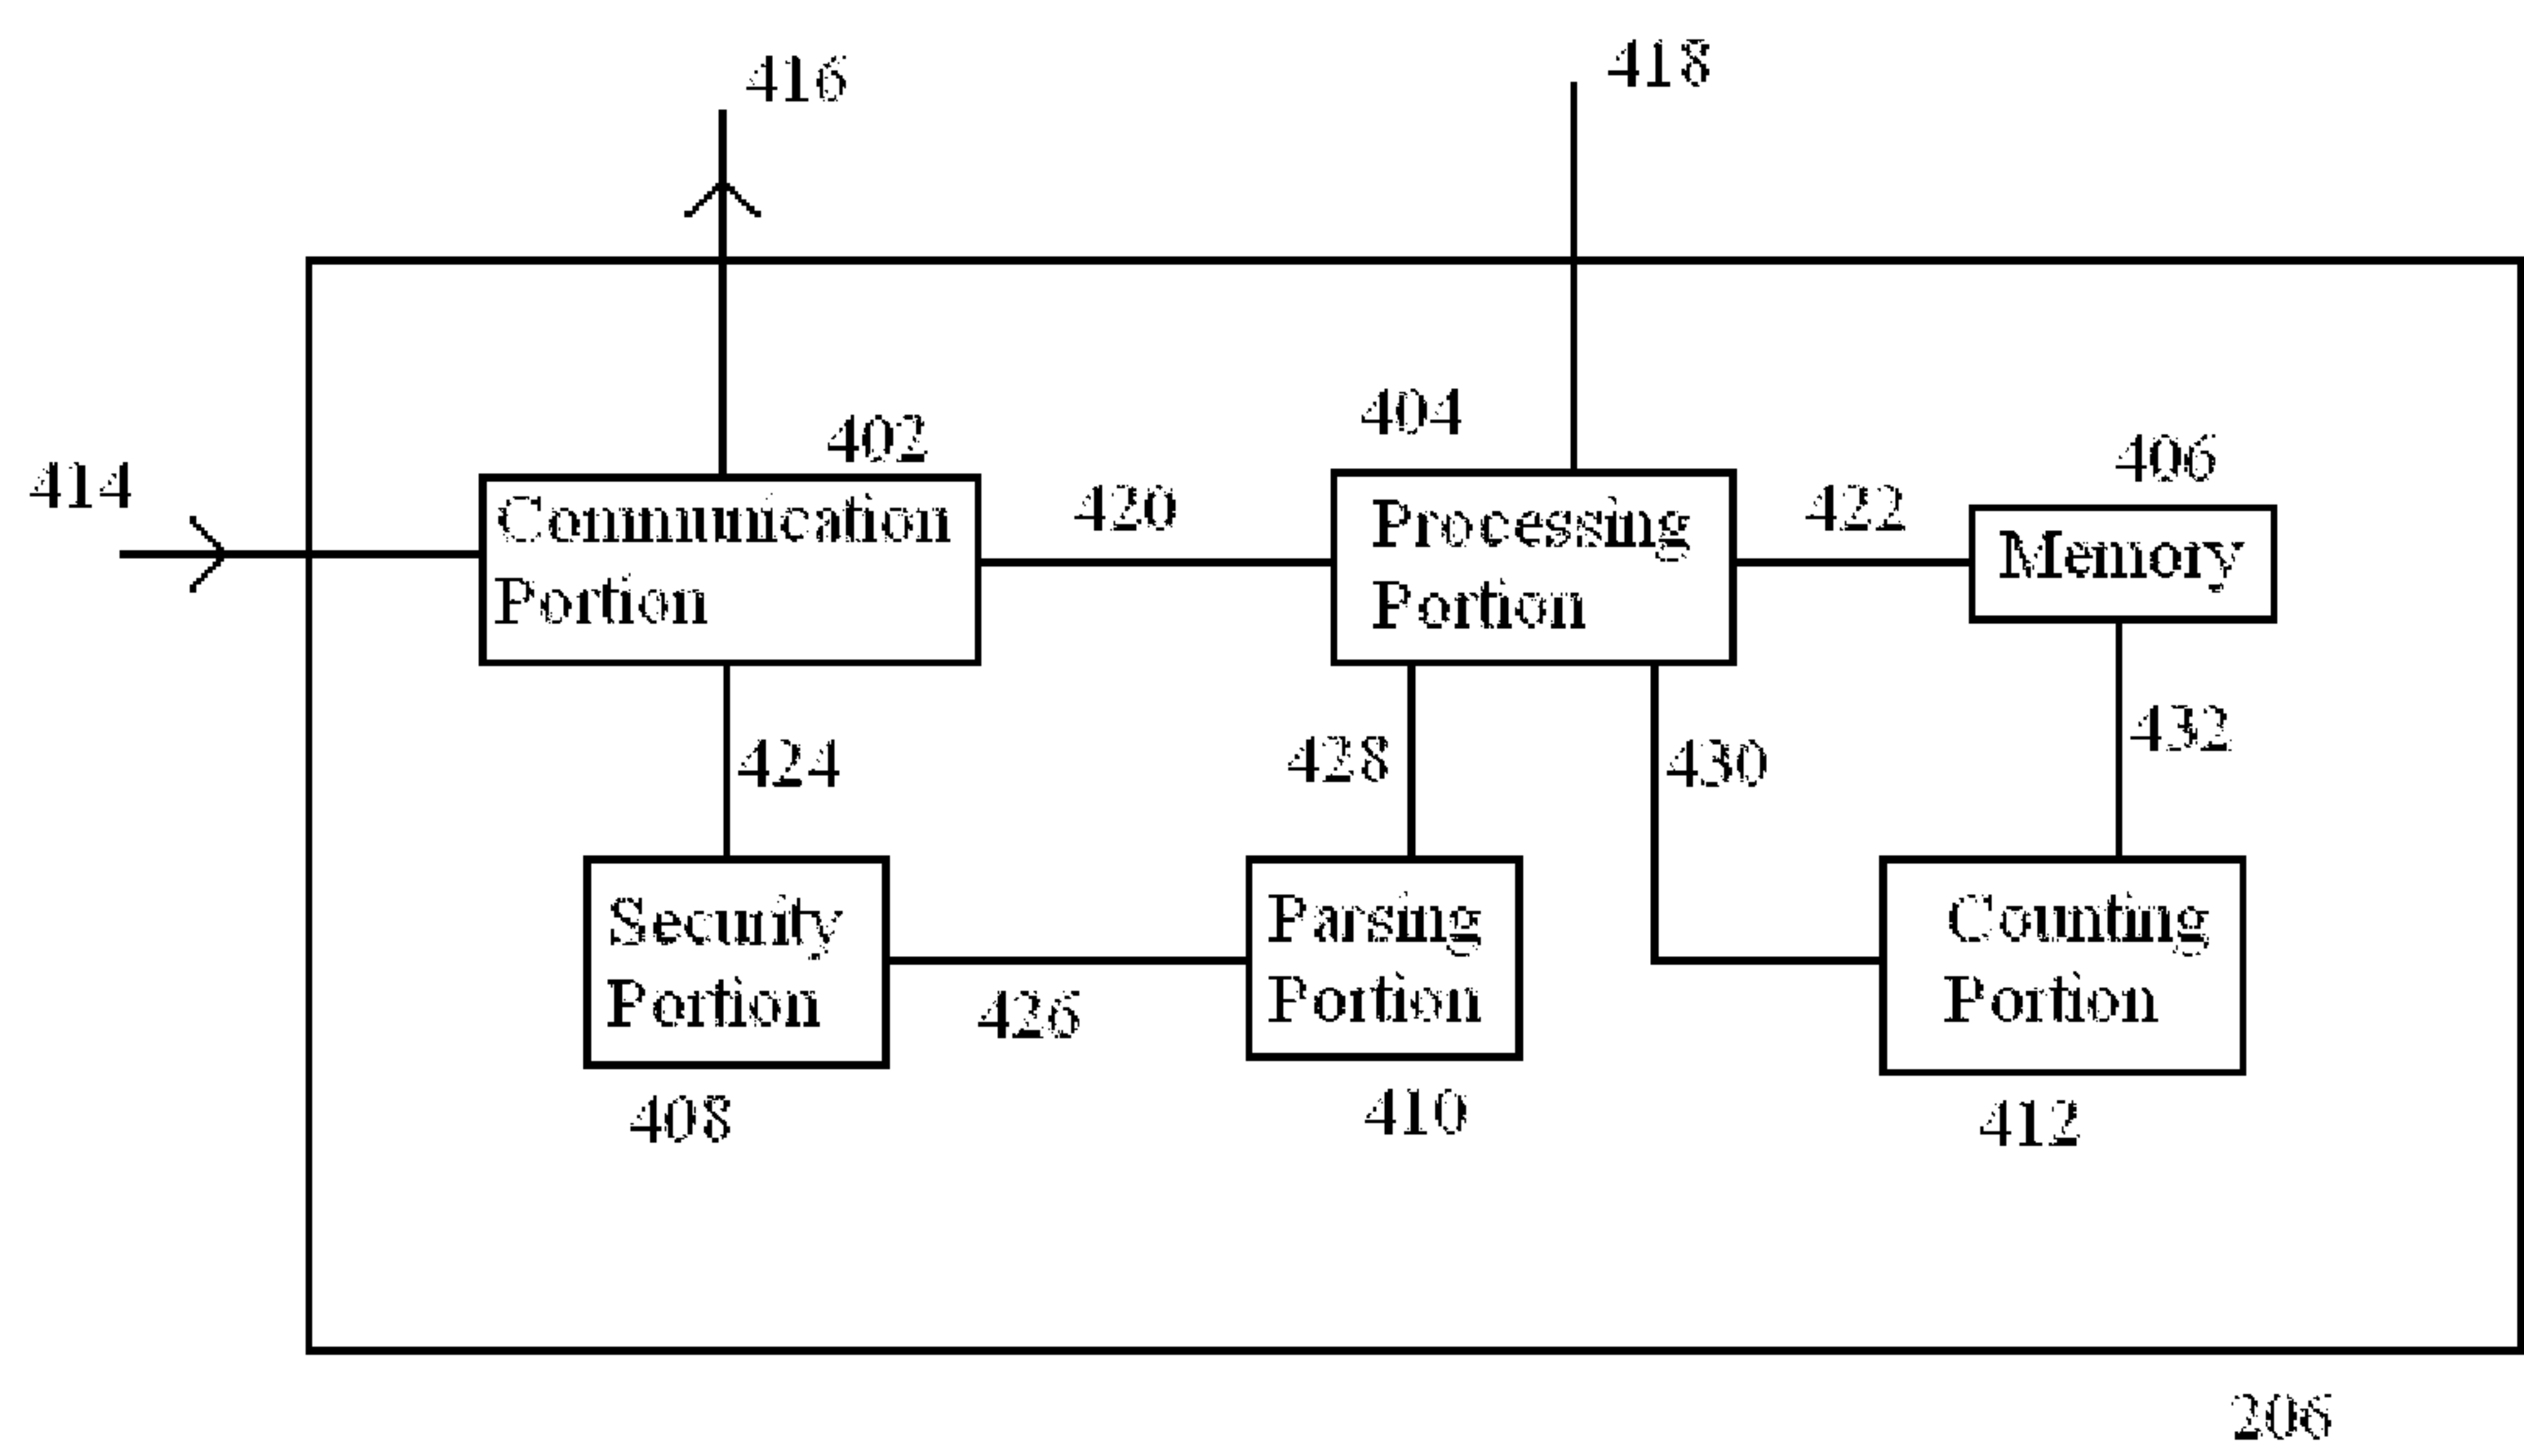 416
418
402
404
406
414
420
422
Communication
Portion
Processing
Portion
Memory
424
428
430
432
Security
Portion
Parsing
Portion
Counting
Portion
426
408
410
412
206